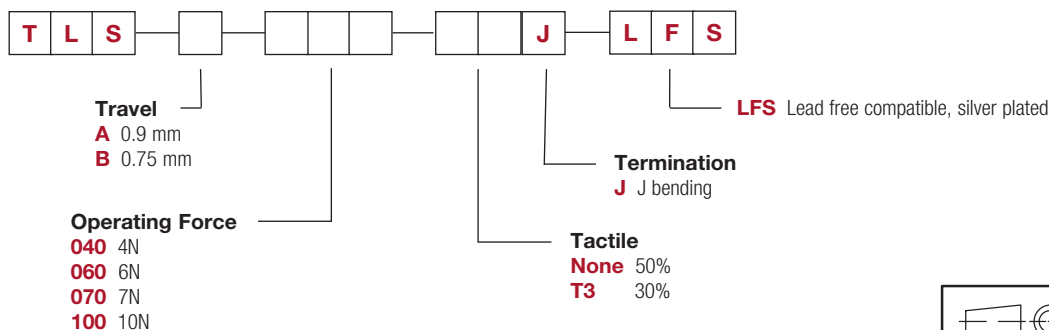 T L S J L F S
Travel
A 0.9 mm
B 0.75 mm
LFS Lead free compatible, silver plated
Termination
J J bending
Operating Force
040 4N
060 6N
070 7N
100 10N
Tactile
None 50%
T3 30%